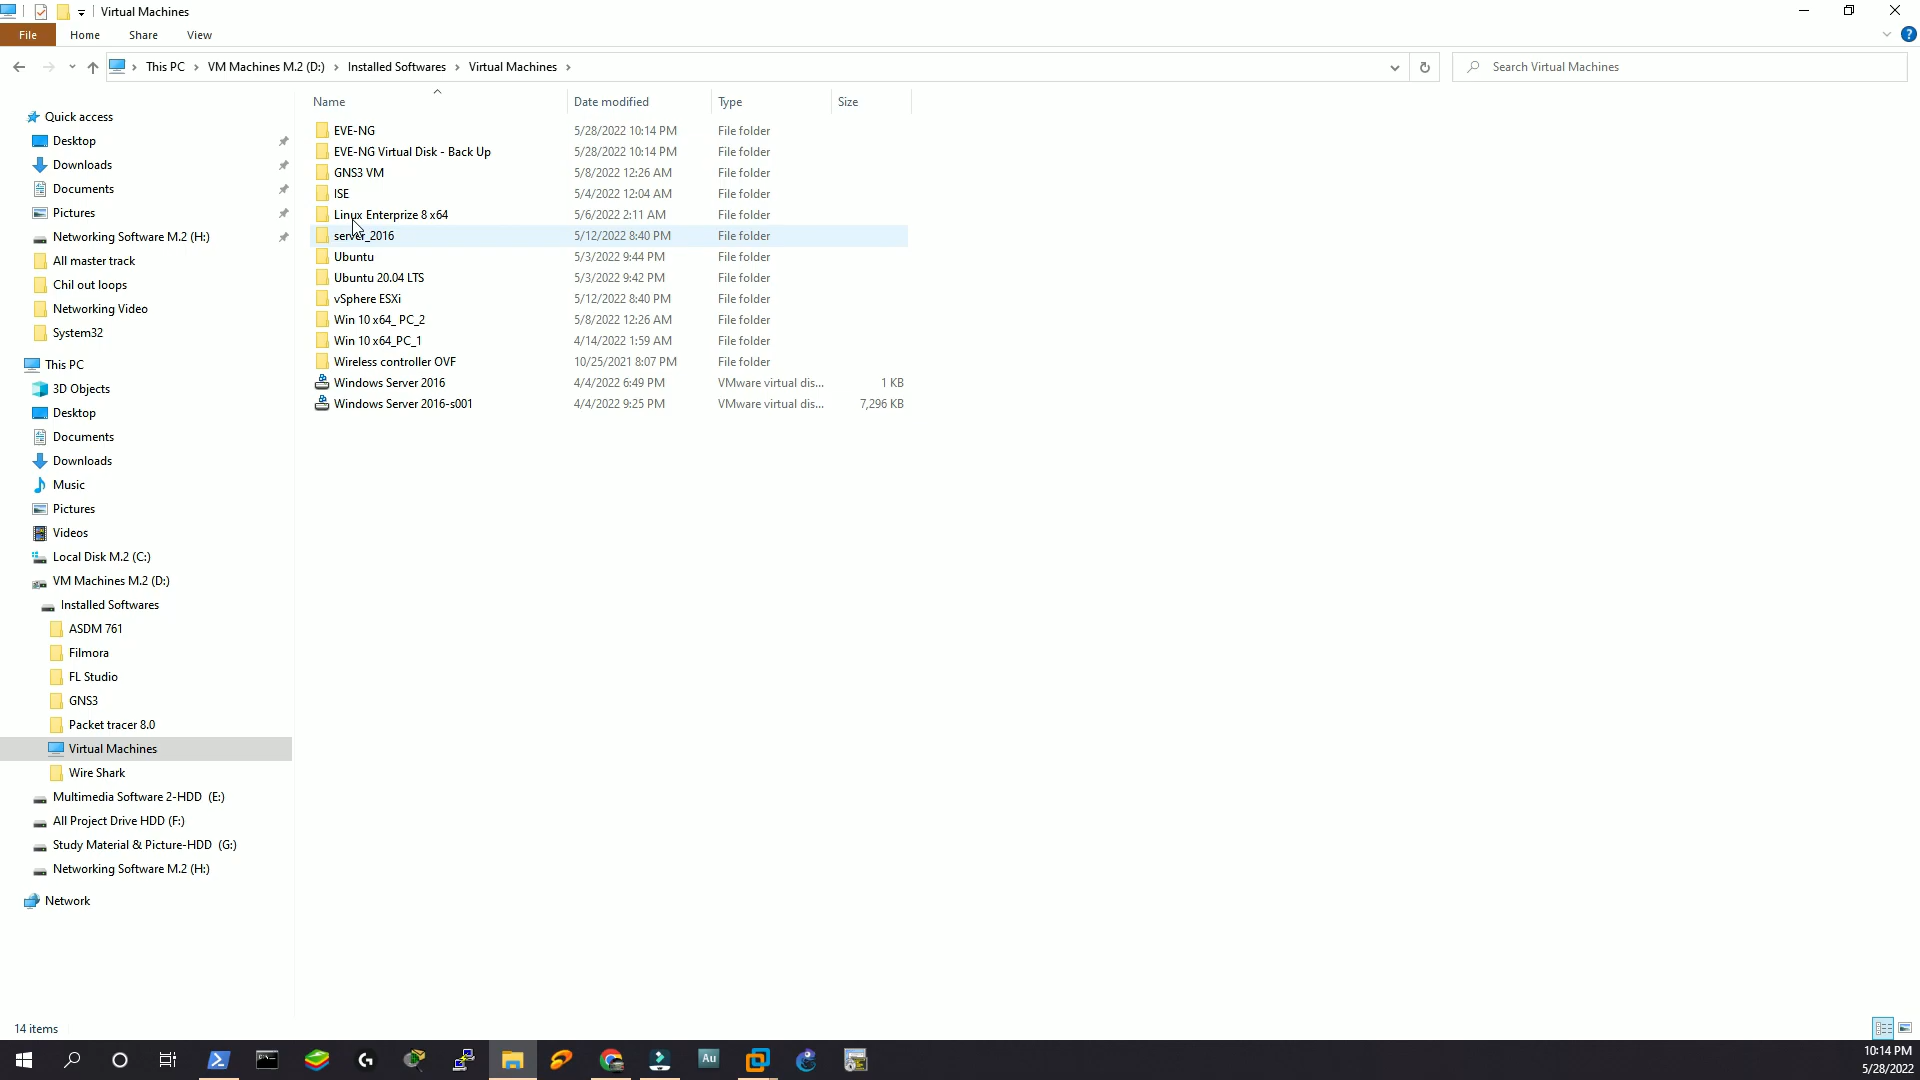 Virtual Machines
File Home Share View
This PC VM Machines M.2 (D:) Installed Softwares Virtual Machines
Search Virtual Machines
Name Date modified Type Size
Quick access
Desktop
Downloads
Documents
Pictures
Networking Software M.2 (H:)
All master track
Chil out loops
Networking Video
System32
This PC
3D Objects
Desktop
Documents
Downloads
Music
Pictures
Videos
Local Disk M.2 (C:)
VM Machines M.2 (D:)
Installed Softwares
ASDM 761
Filmora
FL Studio
GNS3
Packet tracer 8.0
Virtual Machines
Wire Shark
Multimedia Software 2-HDD (E:)
All Project Drive HDD (F:)
Study Material & Picture-HDD (G:)
Networking Software M.2 (H:)
Network
EVE-NG 5/28/2022 10:14 PM File folder
EVE-NG Virtual Disk - Back Up 5/28/2022 10:14 PM File folder
GNS3 VM 5/8/2022 12:26 AM File folder
ISE 5/4/2022 12:04 AM File folder
Linux Enterprize 8 x64 5/6/2022 2:11 AM File folder
server_2016 5/12/2022 8:40 PM File folder
Ubuntu 5/3/2022 9:44 PM File folder
Ubuntu 20.04 LTS 5/3/2022 9:42 PM File folder
vSphere ESXi 5/12/2022 8:40 PM File folder
Win 10 x64_ PC_2 5/8/2022 12:26 AM File folder
Win 10 x64_PC_1 4/14/2022 1:59 AM File folder
Wireless controller OVF 10/25/2021 8:07 PM File folder
Windows Server 2016 4/4/2022 6:49 PM VMware virtual dis... 1 KB
Windows Server 2016-s001 4/4/2022 9:25 PM VMware virtual dis... 7,296 KB
14 items
Au
10:14 PM
5/28/2022